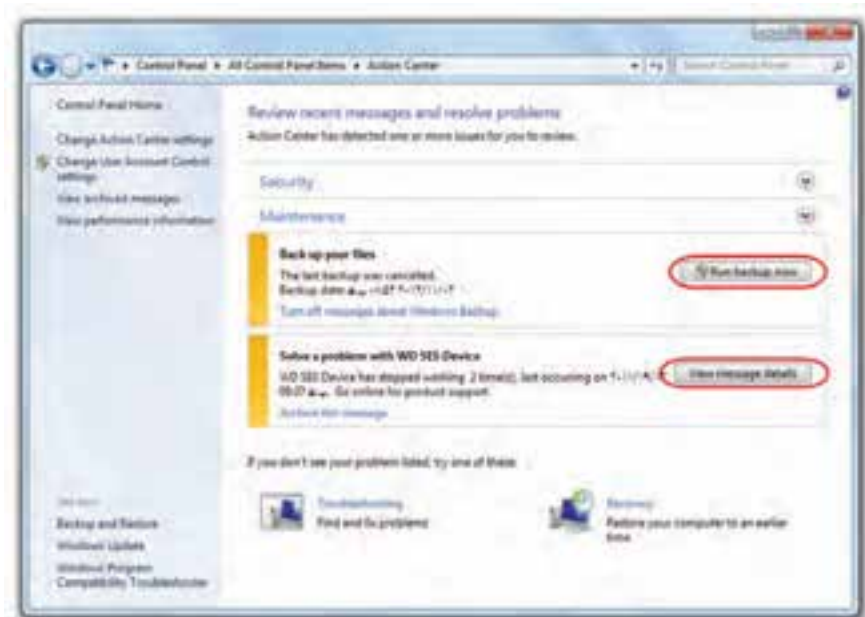 Control Panel ▸ All Control Panel Items ▸ Action Center
Search Control Panel
Control Panel Home
Change Action Center settings
Change User Account Control
settings
View archived messages
View performance information
Review recent messages and resolve problems
Action Center has detected one or more issues for you to review.
Security
Maintenance
Back up your files
Run backup now
The last backup was cancelled.
Backup date
Turn off messages about Windows Backup
Solve a problem with WD SES Device
View message details
WD SES Device has stopped working 2 time(s), last occurring on
Go online for product support.
Archive this message
If you don't see your problem listed, try one of these:
Troubleshooting
Find and fix problems
Recovery
Restore your computer to an earlier
time
See also
Backup and Restore
Windows Update
Windows Program
Compatibility Troubleshooter